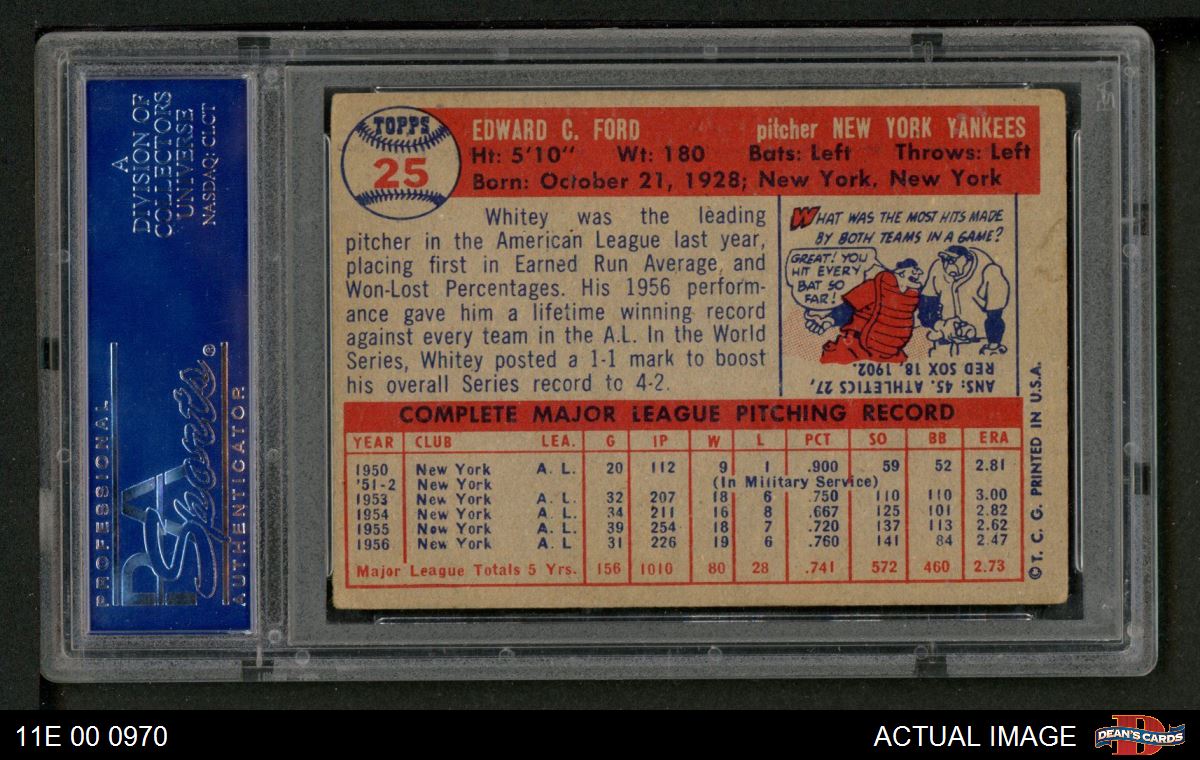 A
DIVISION OF
COLLECTORS
UNIVERSE
NASDAQ: CLCT
PROFESSIONAL
PSA
Sports®
AUTHENTICATOR
TOPPS
25
EDWARD C. FORD pitcher NEW YORK YANKEES
Ht: 5'10" Wt: 180 Bats: Left Throws: Left
Born: October 21, 1928; New York, New York
Whitey was the leading
pitcher in the American League last year,
placing first in Earned Run Average and
Won-Lost Percentages. His 1956 perform-
ance gave him a lifetime winning record
against every team in the A.L. In the World
Series, Whitey posted a 1-1 mark to boost
his overall Series record to 4-2.
WHAT WAS THE MOST HITS MADE
BY BOTH TEAMS IN A GAME?
GREAT! YOU
HIT EVERY
BAT SO
FAR!
ANS: 45. ATHLETICS 27,
RED SOX 18, 1902.
COMPLETE MAJOR LEAGUE PITCHING RECORD
YEAR CLUB LEA. G IP W L PCT SO BB ERA
1950 New York A. L. 20 112 9 1 .900 59 52 2.81
'51-2 New York (In Military Service)
1953 New York A. L. 32 207 18 6 .750 110 110 3.00
1954 New York A. L. 34 211 16 8 .667 125 101 2.82
1955 New York A. L. 39 254 18 7 .720 137 113 2.62
1956 New York A. L. 31 226 19 6 .760 141 84 2.47
Major League Totals 5 Yrs. 156 1010 80 28 .741 572 460 2.73
© T. C. G. PRINTED IN U.S.A.
11E 00 0970
ACTUAL IMAGE
DEAN'S CARDS